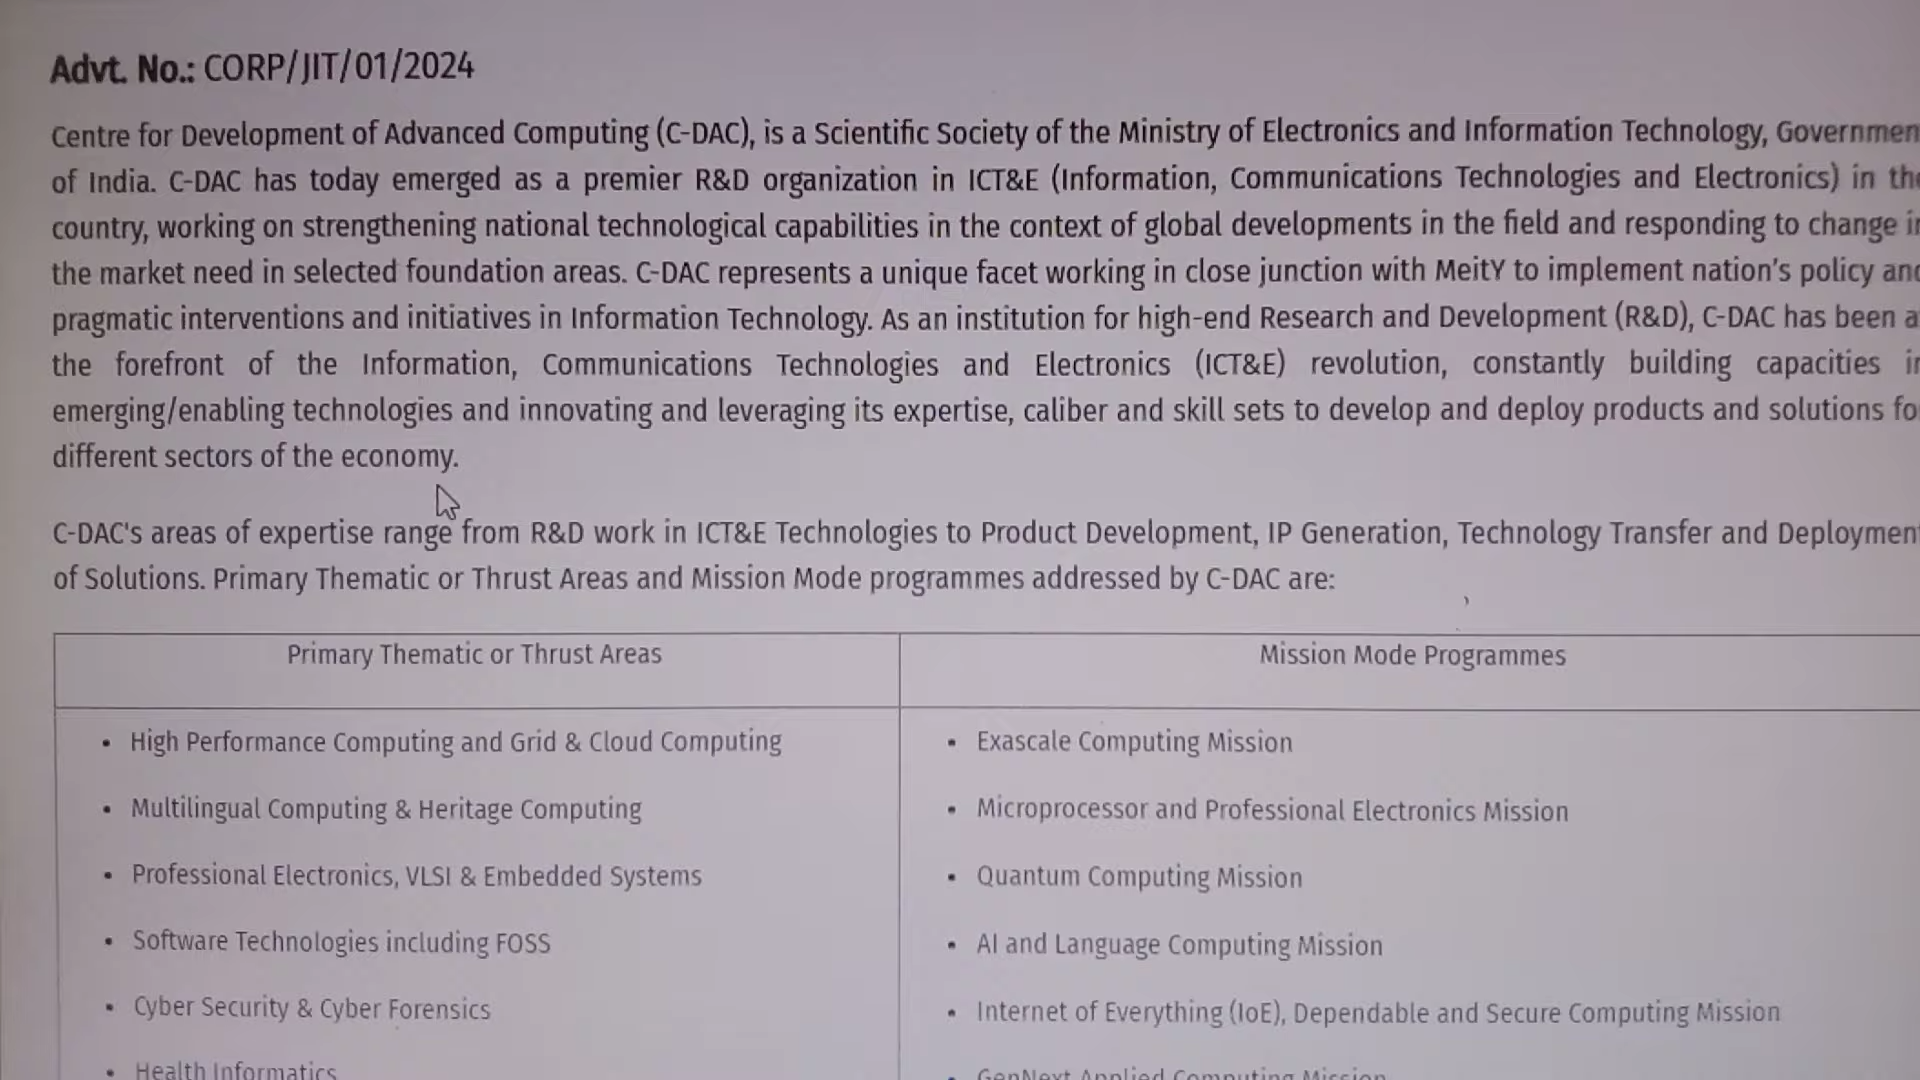 Advt. No.: CORP/JIT/01/2024
Centre for Development of Advanced Computing (C-DAC), is a Scientific Society of the Ministry of Electronics and Information Technology, Governmen
of India. C-DAC has today emerged as a premier R&D organization in ICT&E (Information, Communications Technologies and Electronics) in the
country, working on strengthening national technological capabilities in the context of global developments in the field and responding to change in
the market need in selected foundation areas. C-DAC represents a unique facet working in close junction with MeitY to implement nation's policy and
pragmatic interventions and initiatives in Information Technology. As an institution for high-end Research and Development (R&D), C-DAC has been a
the forefront of the Information, Communications Technologies and Electronics (ICT&E) revolution, constantly building capacities in
emerging/enabling technologies and innovating and leveraging its expertise, caliber and skill sets to develop and deploy products and solutions fo
different sectors of the economy.
C-DAC's areas of expertise range from R&D work in ICT&E Technologies to Product Development, IP Generation, Technology Transfer and Deploymen
of Solutions. Primary Thematic or Thrust Areas and Mission Mode programmes addressed by C-DAC are:
Primary Thematic or Thrust Areas
Mission Mode Programmes
• High Performance Computing and Grid & Cloud Computing
• Multilingual Computing & Heritage Computing
• Professional Electronics, VLSI & Embedded Systems
• Software Technologies including FOSS
• Cyber Security & Cyber Forensics
• Health Informatics
• Exascale Computing Mission
• Microprocessor and Professional Electronics Mission
• Quantum Computing Mission
• AI and Language Computing Mission
• Internet of Everything (IoE), Dependable and Secure Computing Mission
• GenNext Applied Computing Mission